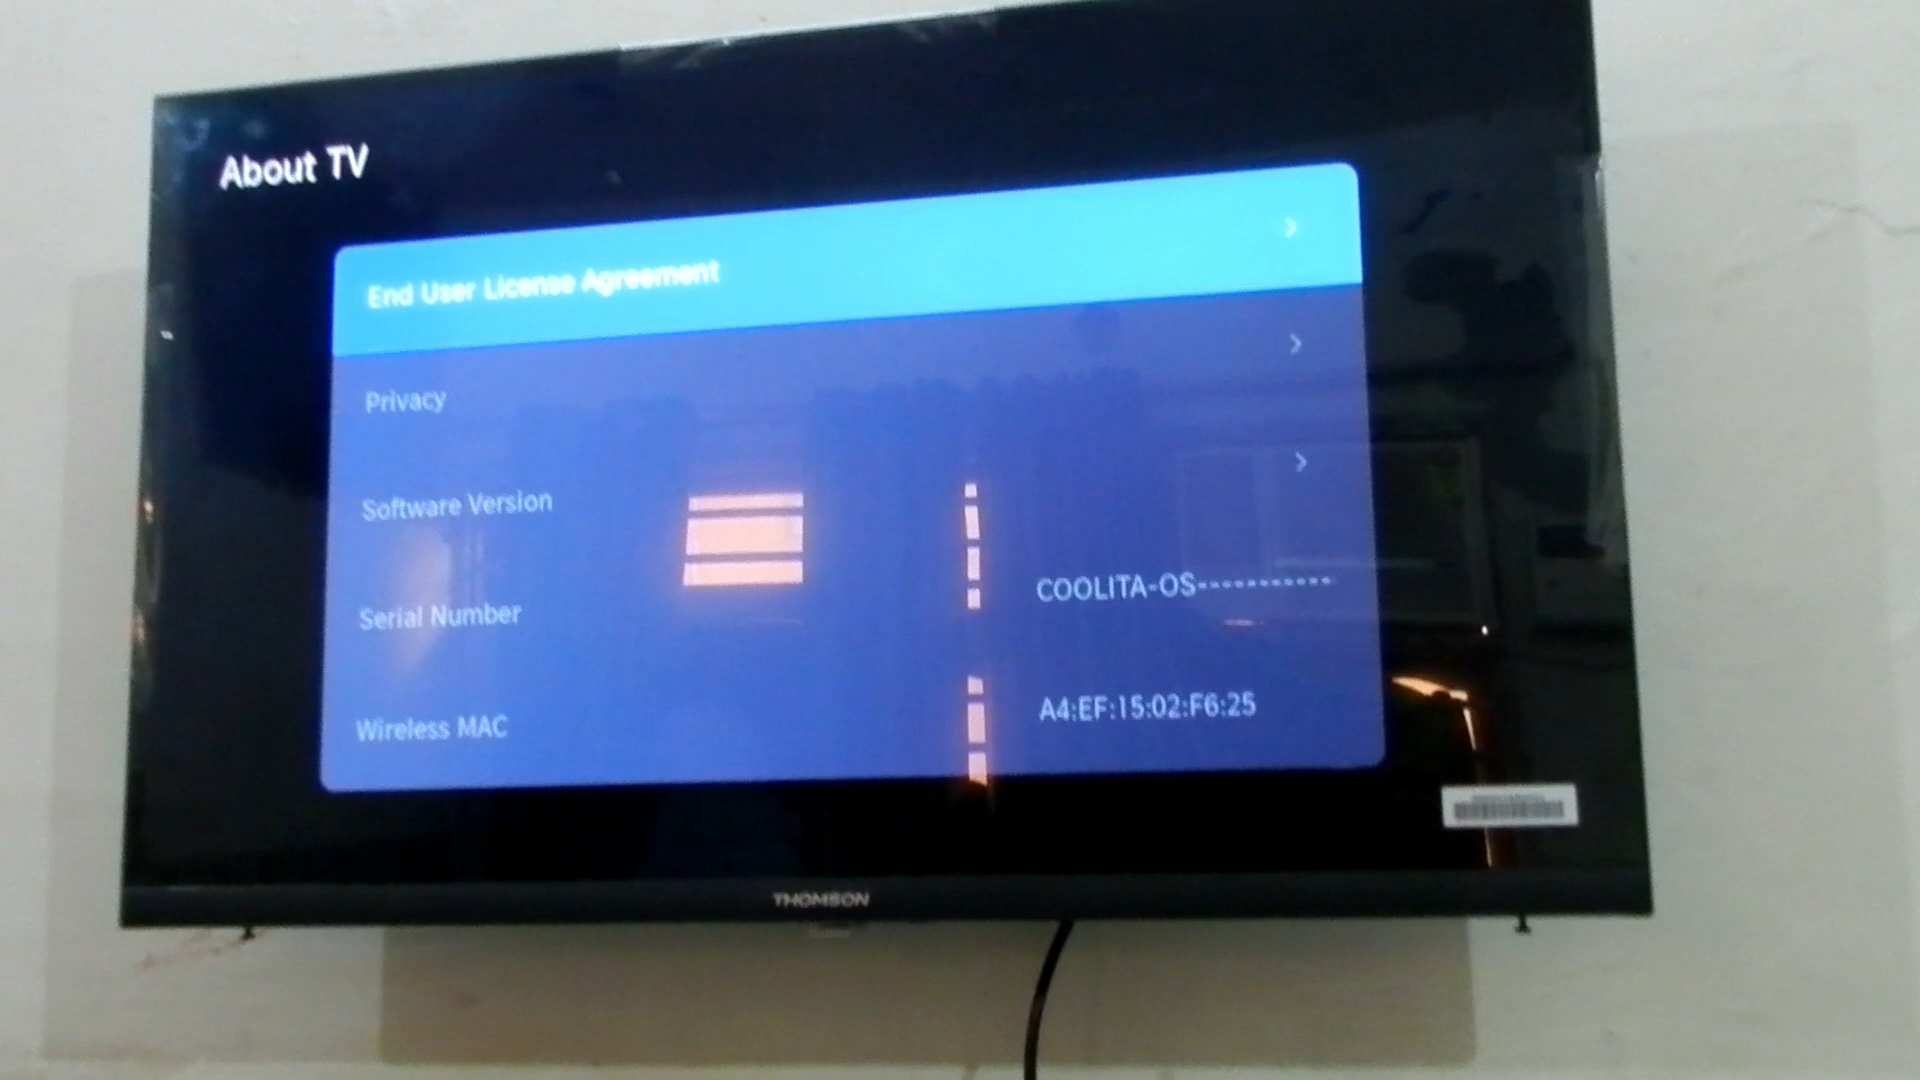 About TV
End User License Agreement
Privacy
Software Version
Serial Number COOLITA-OS-----------
Wireless MAC A4:EF:15:02:F6:25
THOMSON